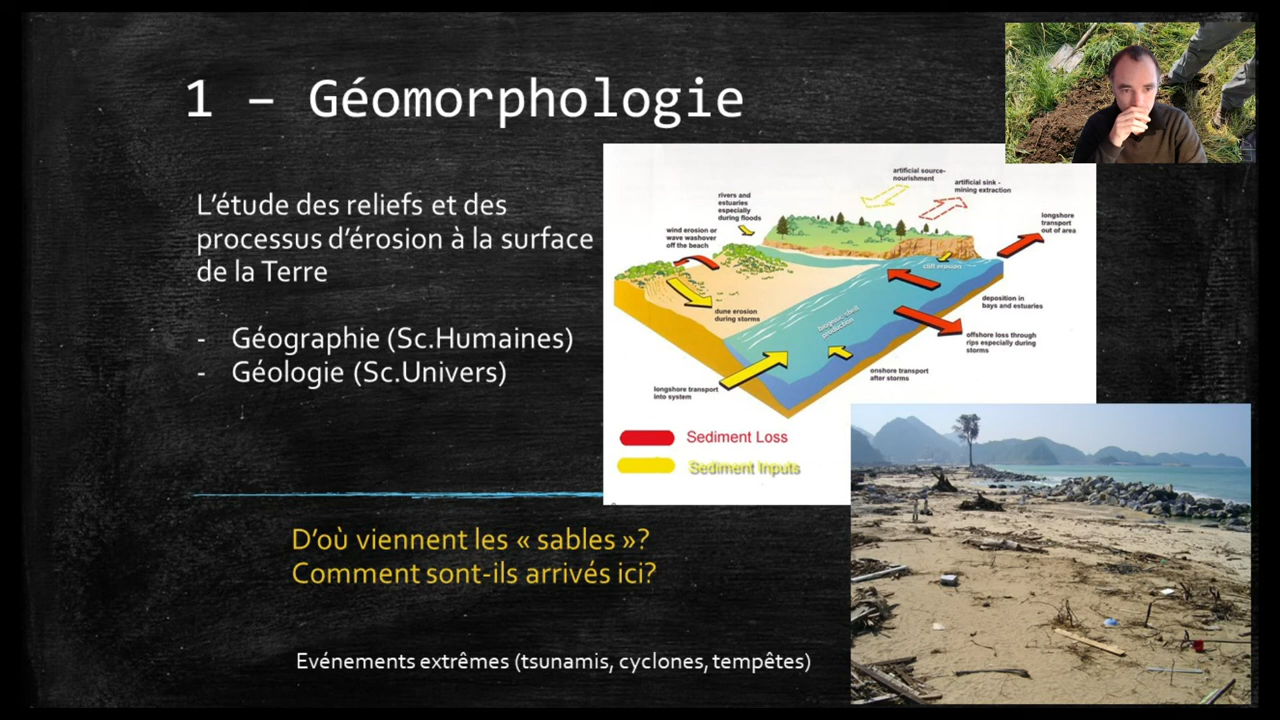 1 – Géomorphologie
L'étude des reliefs et des
processus d'érosion à la surface
de la Terre
- Géographie (Sc.Humaines)
- Géologie (Sc.Univers)
artificial source-
nourishment
artificial sink -
mining extraction
rivers and
estuaries
especially
during floods
longshore
transport
out of area
wind erosion or
wave washover
off the beach
cliff erosion
deposition in
bays and estuaries
dune erosion
during storms
biogenic/shell
production
offshore loss through
rips especially during
storms
onshore transport
after storms
longshore transport
into system
Sediment Loss
Sediment Inputs
D'où viennent les « sables »?
Comment sont-ils arrivés ici?
Evénements extrêmes (tsunamis, cyclones, tempêtes)